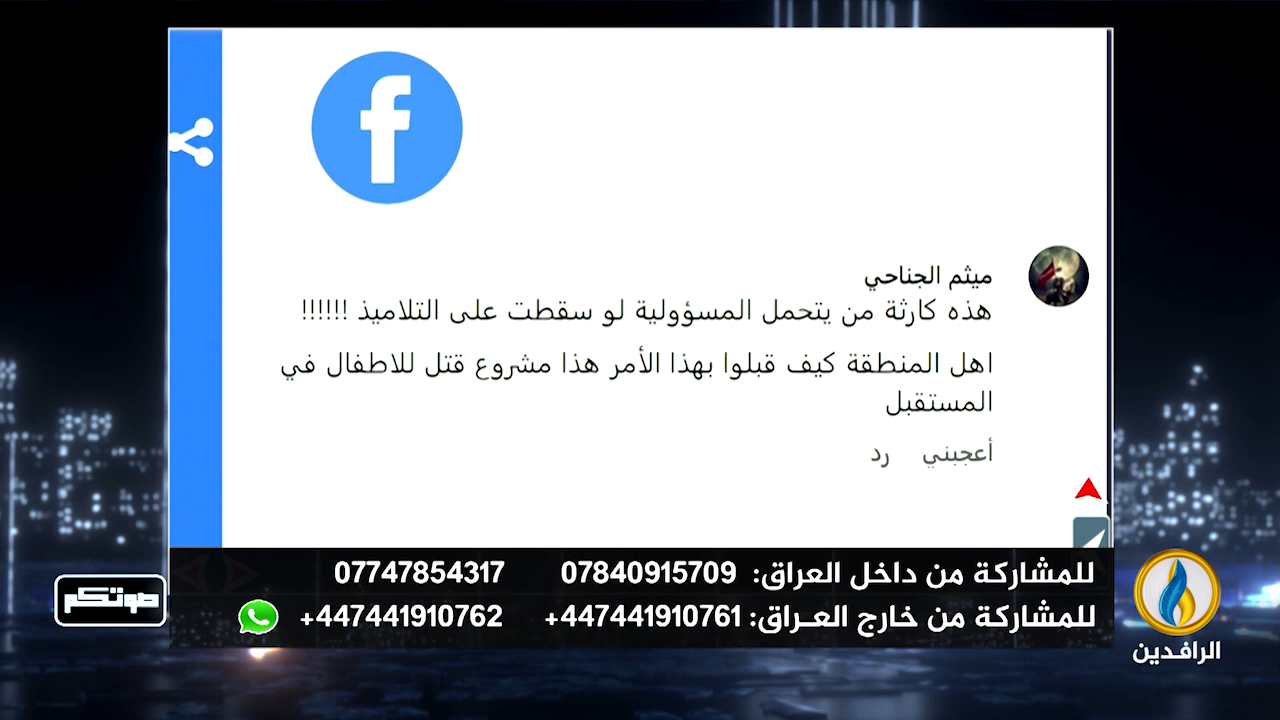 ميثم الجناحي
هذه كارثة من يتحمل المسؤولية لو سقطت على التلاميذ !!!!!!
اهل المنطقة كيف قبلوا بهذا الأمر هذا مشروع قتل للاطفال في
المستقبل
أعجبني رد
للمشاركة من داخل العراق: 07840915709 07747854317
للمشاركة من خارج العـراق: 447441910761+ 447441910762+
صوتكم
الرافدين